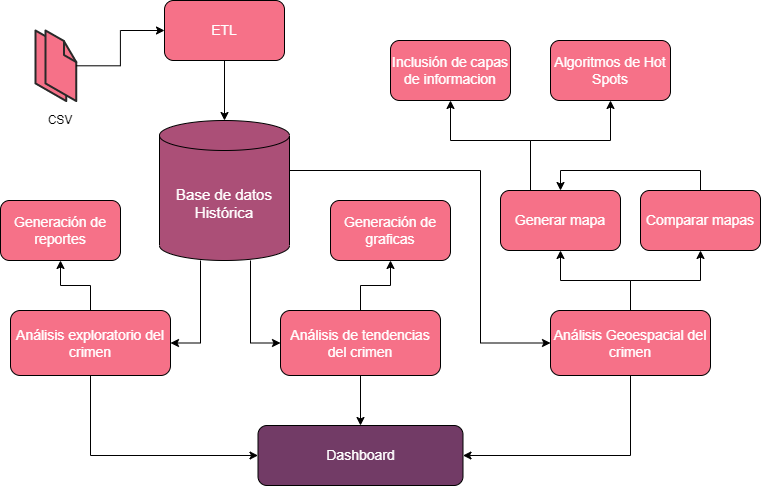 ETL
CSV
Inclusión de capas
de informacion
Algoritmos de Hot
Spots
Base de datos
Histórica
Generación de
reportes
Generación de
graficas
Generar mapa
Comparar mapas
Análisis exploratorio del
crimen
Análisis de tendencias
del crimen
Análisis Geoespacial del
crimen
Dashboard